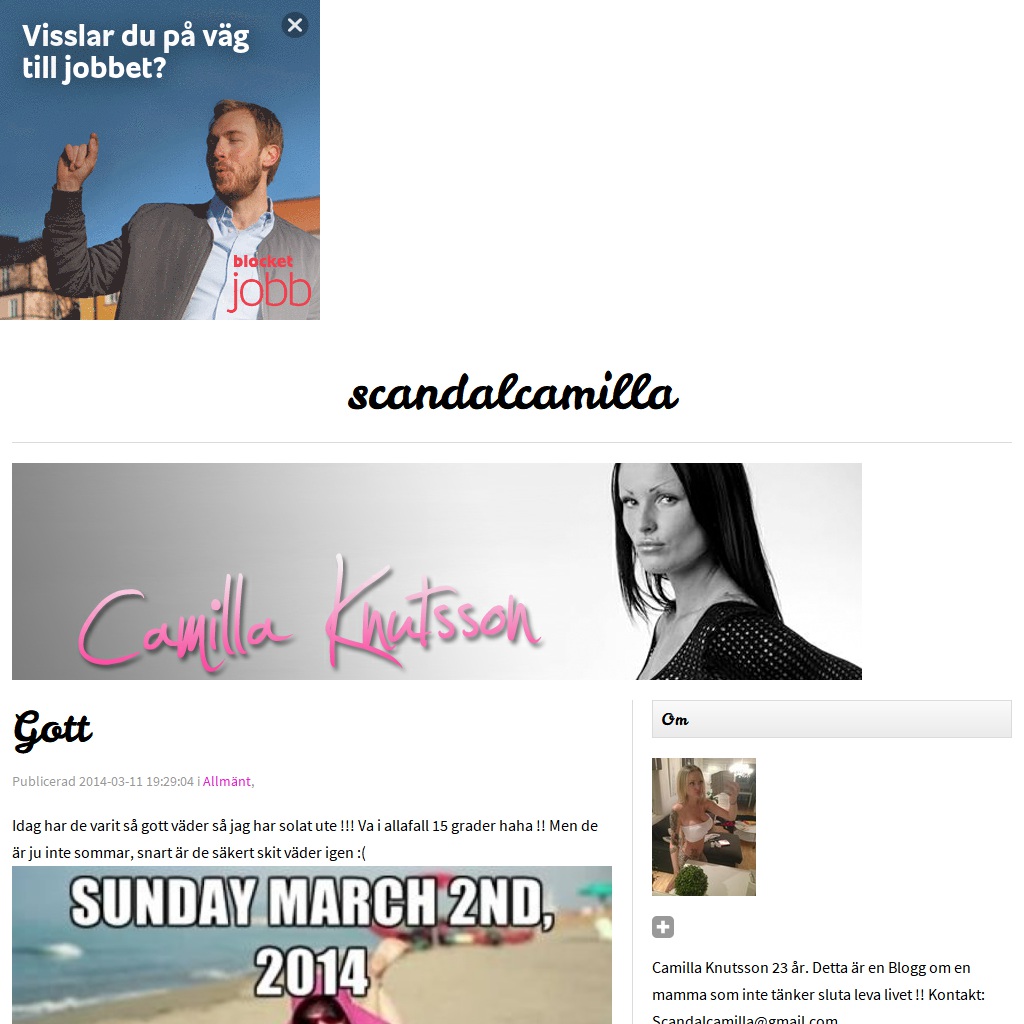 Visslar du på väg
till jobbet?
blocket
jobb
scandalcamilla
Camilla Knutsson
Gott
Publicerad 2014-03-11 19:29:04 i Allmänt,
Idag har de varit så gott väder så jag har solat ute !!! Va i allafall 15 grader haha !! Men de
är ju inte sommar, snart är de säkert skit väder igen :(
SUNDAY MARCH 2ND,
2014
Om
Camilla Knutsson 23 år. Detta är en Blogg om en
mamma som inte tänker sluta leva livet !! Kontakt:
Scandalcamilla@gmail.com